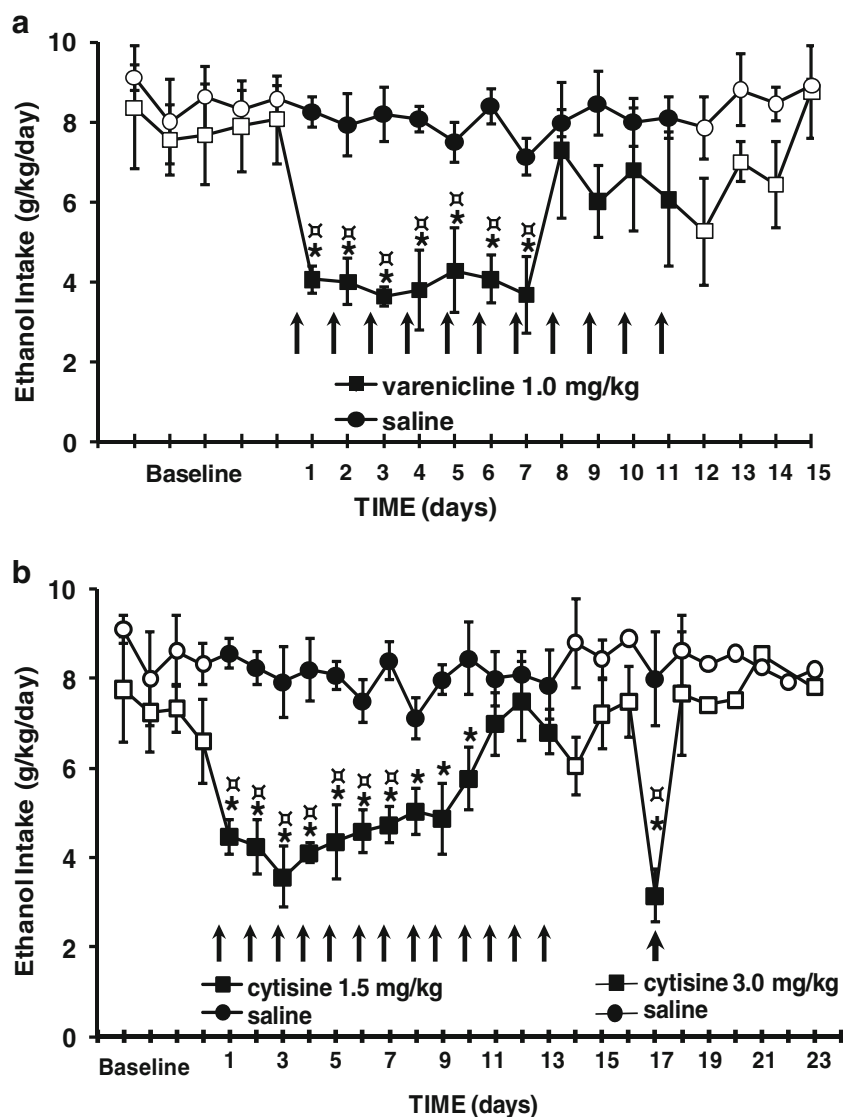 a
10
8
6
4
2
0
Ethanol Intake (g/kg/day)
¤ ¤ ¤ ¤ ¤ ¤ ¤
* * * * * * *
varenicline 1.0 mg/kg
saline
Baseline 1 2 3 4 5 6 7 8 9 10 11 12 13 14 15
TIME (days)
b
10
8
6
4
2
0
Ethanol Intake (g/kg/day)
¤ ¤ ¤ ¤ ¤ ¤ ¤ ¤
* * * * * * * * * * *
cytisine 1.5 mg/kg
saline
cytisine 3.0 mg/kg
saline
Baseline 1 3 5 7 9 11 13 15 17 19 21 23
TIME (days)